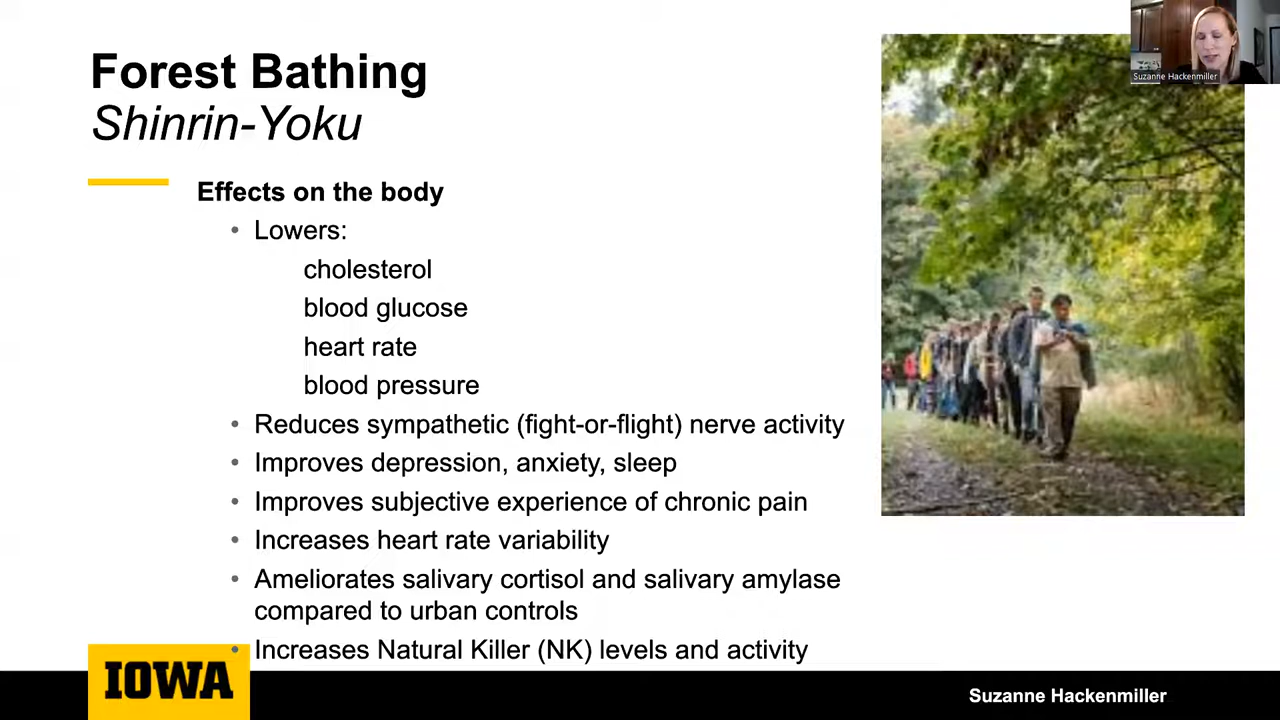 Forest Bathing
Shinrin-Yoku
Effects on the body
• Lowers:
cholesterol
blood glucose
heart rate
blood pressure
• Reduces sympathetic (fight-or-flight) nerve activity
• Improves depression, anxiety, sleep
• Improves subjective experience of chronic pain
• Increases heart rate variability
• Ameliorates salivary cortisol and salivary amylase
compared to urban controls
• Increases Natural Killer (NK) levels and activity
Suzanne Hackenmiller
IOWA
Suzanne Hackenmiller